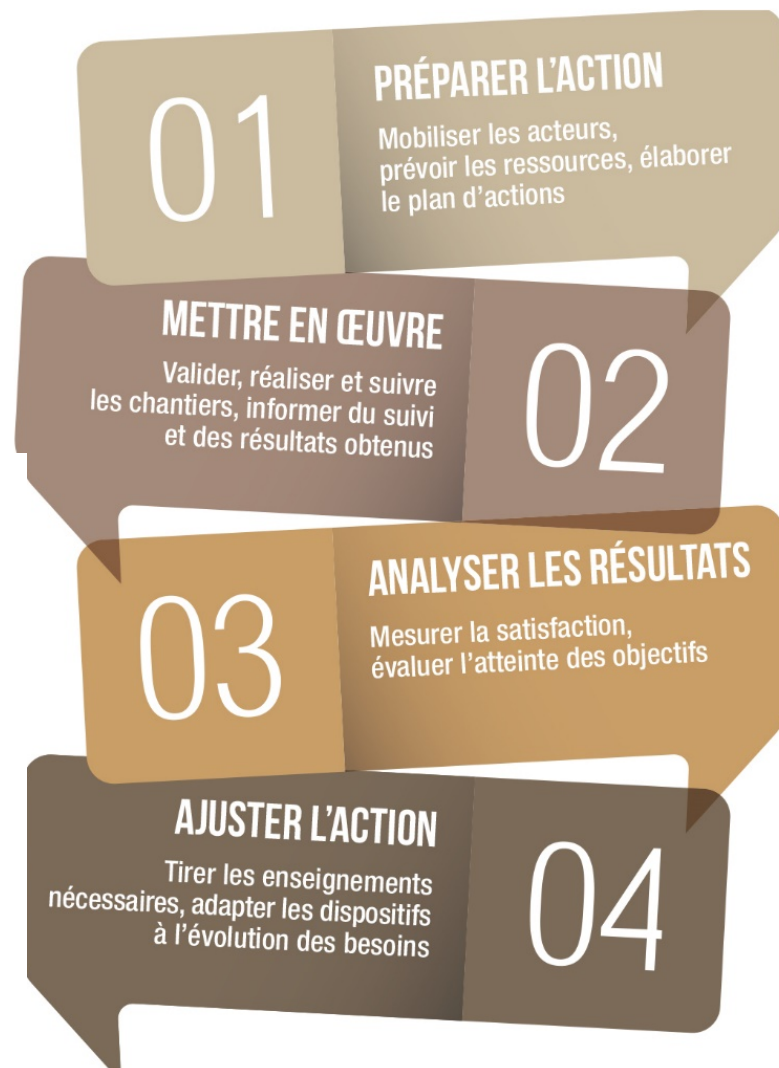 01
PRÉPARER L'ACTION
Mobiliser les acteurs,
prévoir les ressources, élaborer
le plan d'actions
METTRE EN ŒUVRE
Valider, réaliser et suivre
les chantiers, informer du suivi
et des résultats obtenus
02
03
ANALYSER LES RÉSULTATS
Mesurer la satisfaction,
évaluer l'atteinte des objectifs
AJUSTER L'ACTION
Tirer les enseignements
nécessaires, adapter les dispositifs
à l'évolution des besoins
04